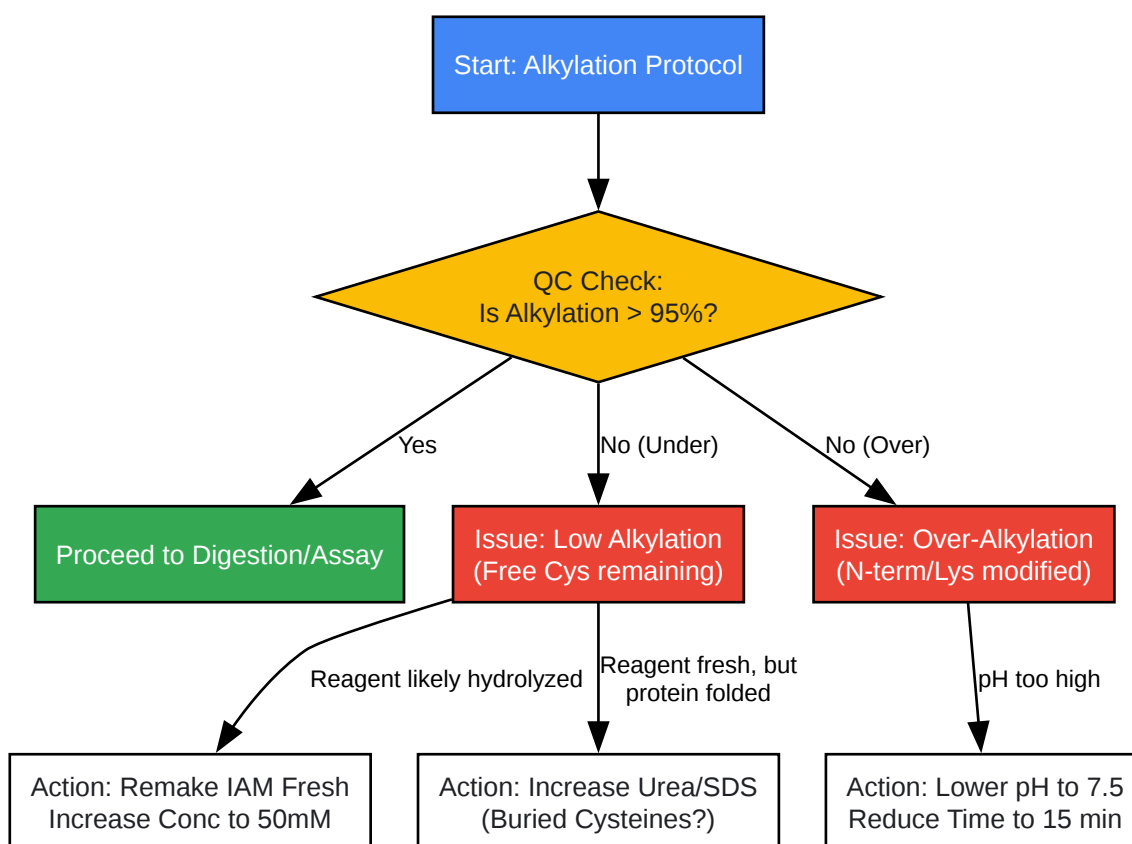 Start: Alkylation Protocol
QC Check:
Is Alkylation > 95%?
Yes
No (Under)
No (Over)
Proceed to Digestion/Assay
Issue: Low Alkylation
(Free Cys remaining)
Issue: Over-Alkylation
(N-term/Lys modified)
Reagent likely hydrolyzed
Reagent fresh, but
protein folded
pH too high
Action: Remake IAM Fresh
Increase Conc to 50mM
Action: Increase Urea/SDS
(Buried Cysteines?)
Action: Lower pH to 7.5
Reduce Time to 15 min